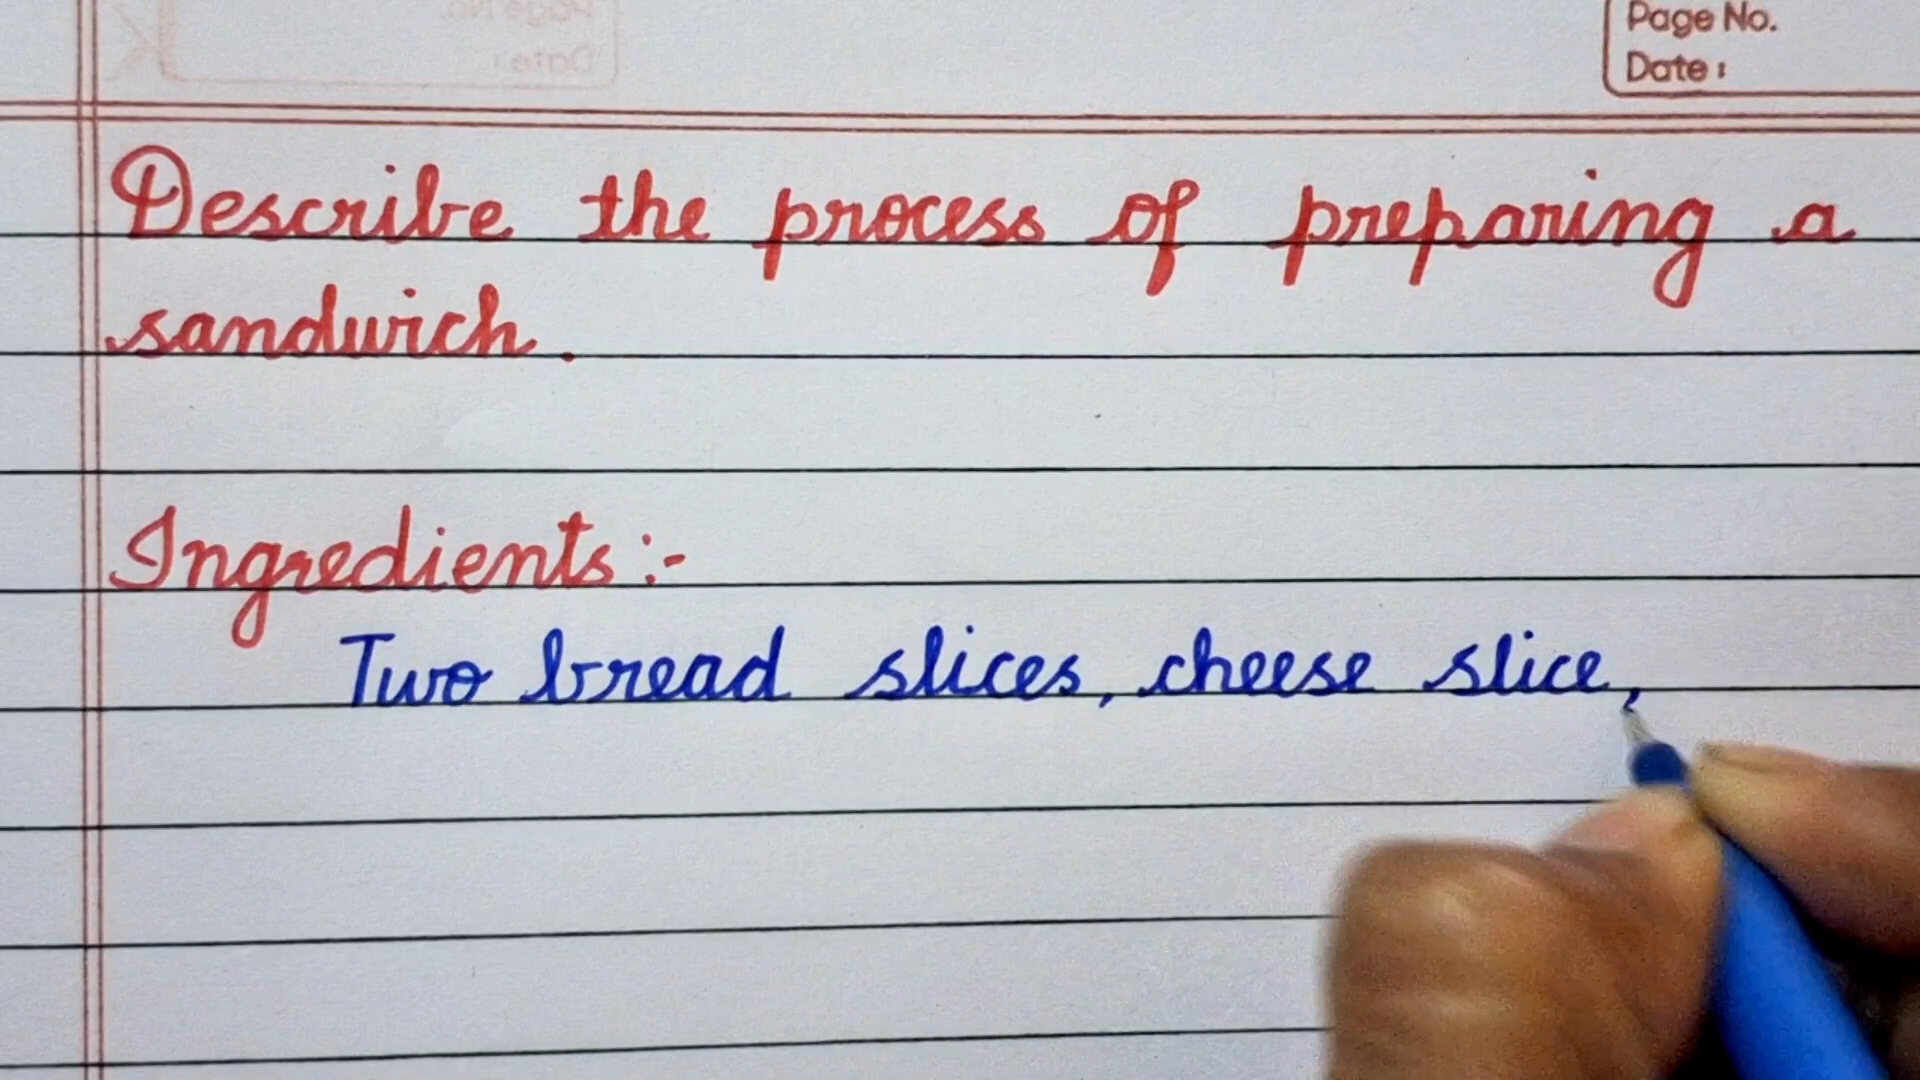 Page No.
Date :
Describe the process of preparing a
sandwich.
Ingredients :-
Two bread slices, cheese slice,